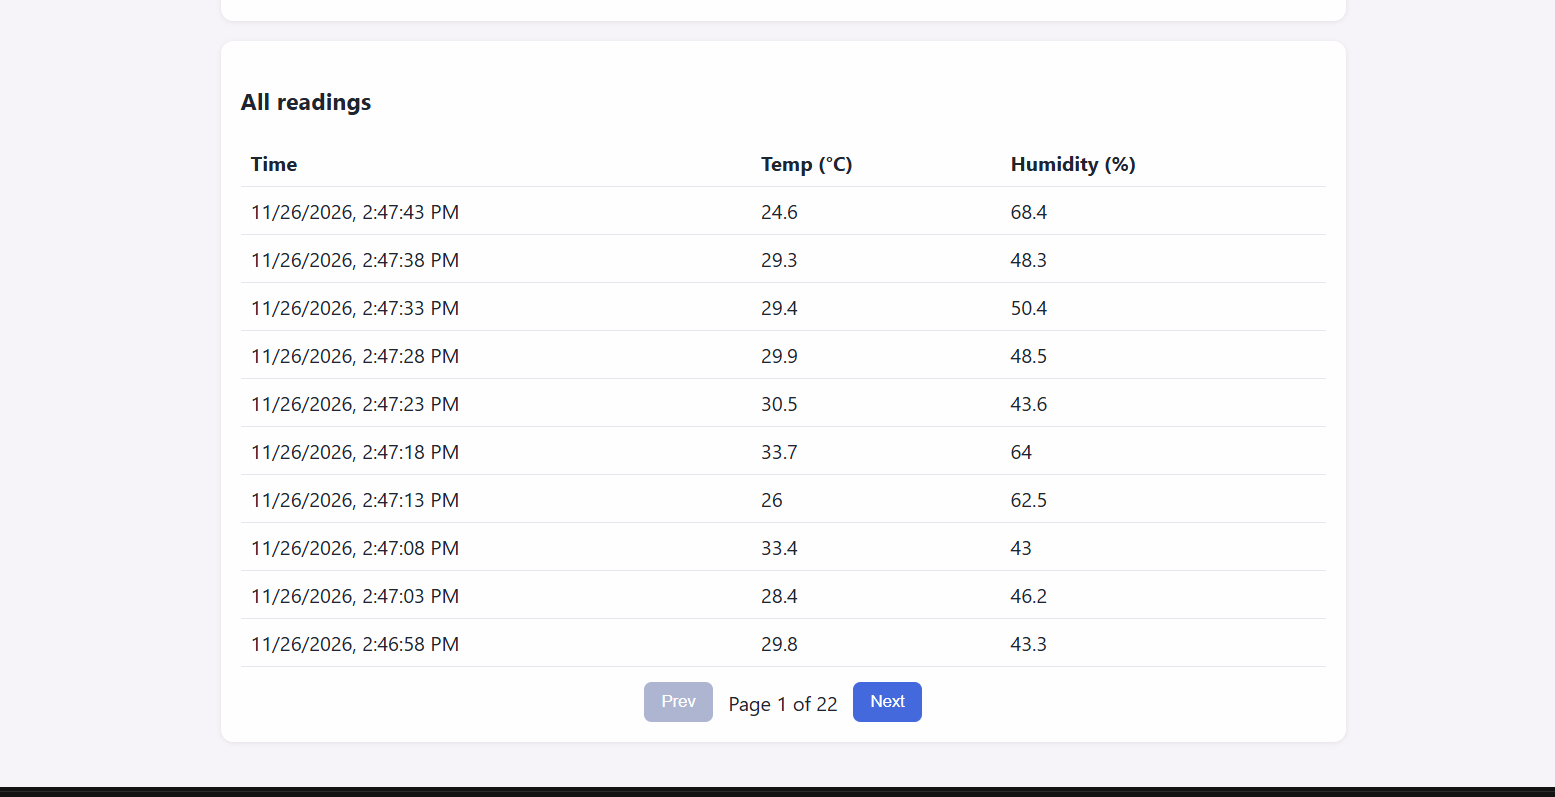 All readings
Time Temp (°C) Humidity (%)
11/26/2026, 2:47:43 PM 24.6 68.4
11/26/2026, 2:47:38 PM 29.3 48.3
11/26/2026, 2:47:33 PM 29.4 50.4
11/26/2026, 2:47:28 PM 29.9 48.5
11/26/2026, 2:47:23 PM 30.5 43.6
11/26/2026, 2:47:18 PM 33.7 64
11/26/2026, 2:47:13 PM 26 62.5
11/26/2026, 2:47:08 PM 33.4 43
11/26/2026, 2:47:03 PM 28.4 46.2
11/26/2026, 2:46:58 PM 29.8 43.3
Prev Page 1 of 22 Next